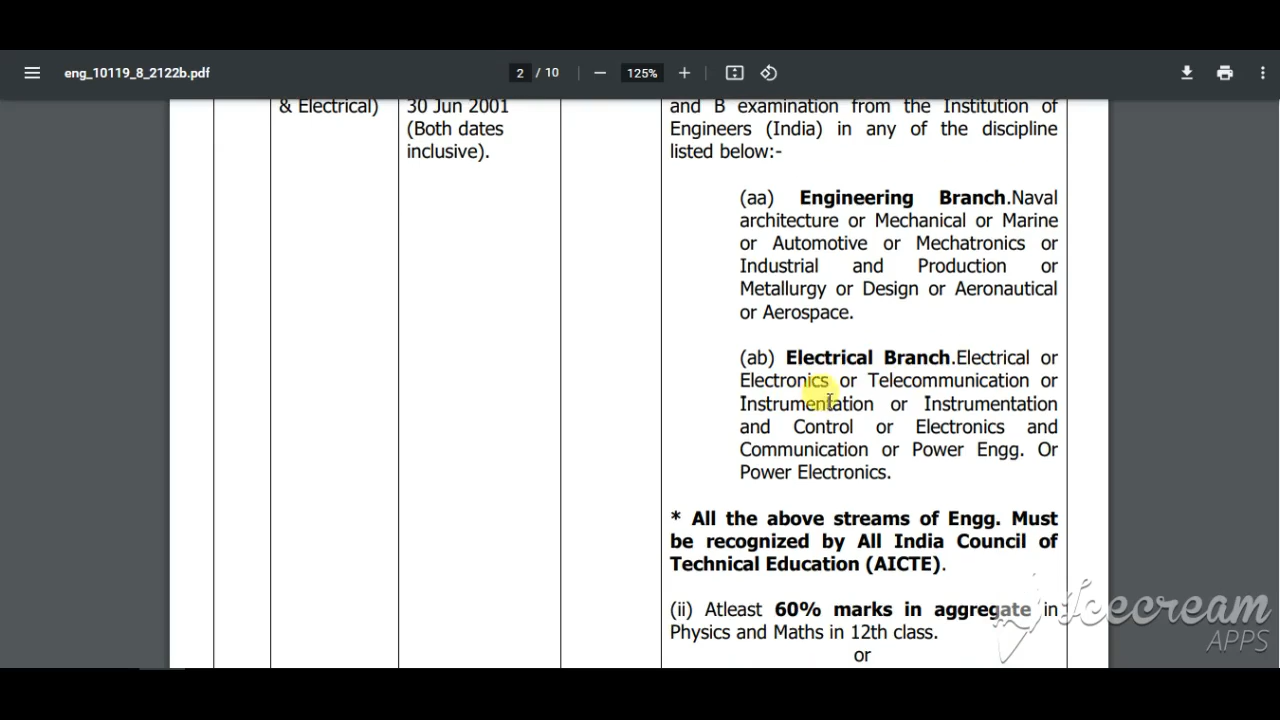 eng_10119_8_2122b.pdf
2 / 10
125%
& Electrical)
30 Jun 2001
(Both dates
inclusive).
and B examination from the Institution of
Engineers (India) in any of the discipline
listed below:-
(aa) Engineering Branch.Naval
architecture or Mechanical or Marine
or Automotive or Mechatronics or
Industrial and Production or
Metallurgy or Design or Aeronautical
or Aerospace.
(ab) Electrical Branch.Electrical or
Electronics or Telecommunication or
Instrumentation or Instrumentation
and Control or Electronics and
Communication or Power Engg. Or
Power Electronics.
* All the above streams of Engg. Must
be recognized by All India Council of
Technical Education (AICTE).
(ii) Atleast 60% marks in aggregate in
Physics and Maths in 12th class.
or
Icecream
APPS